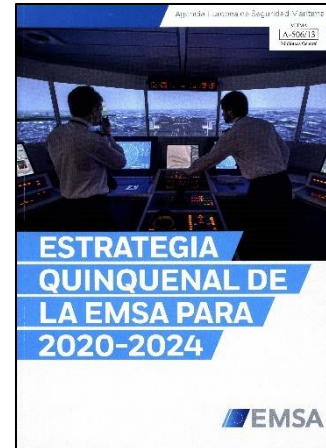 Agencia Europea de Seguridad Marítima
A-506/13
ESTRATEGIA
QUINQUENAL DE
LA EMSA PARA
2020-2024
EMSA